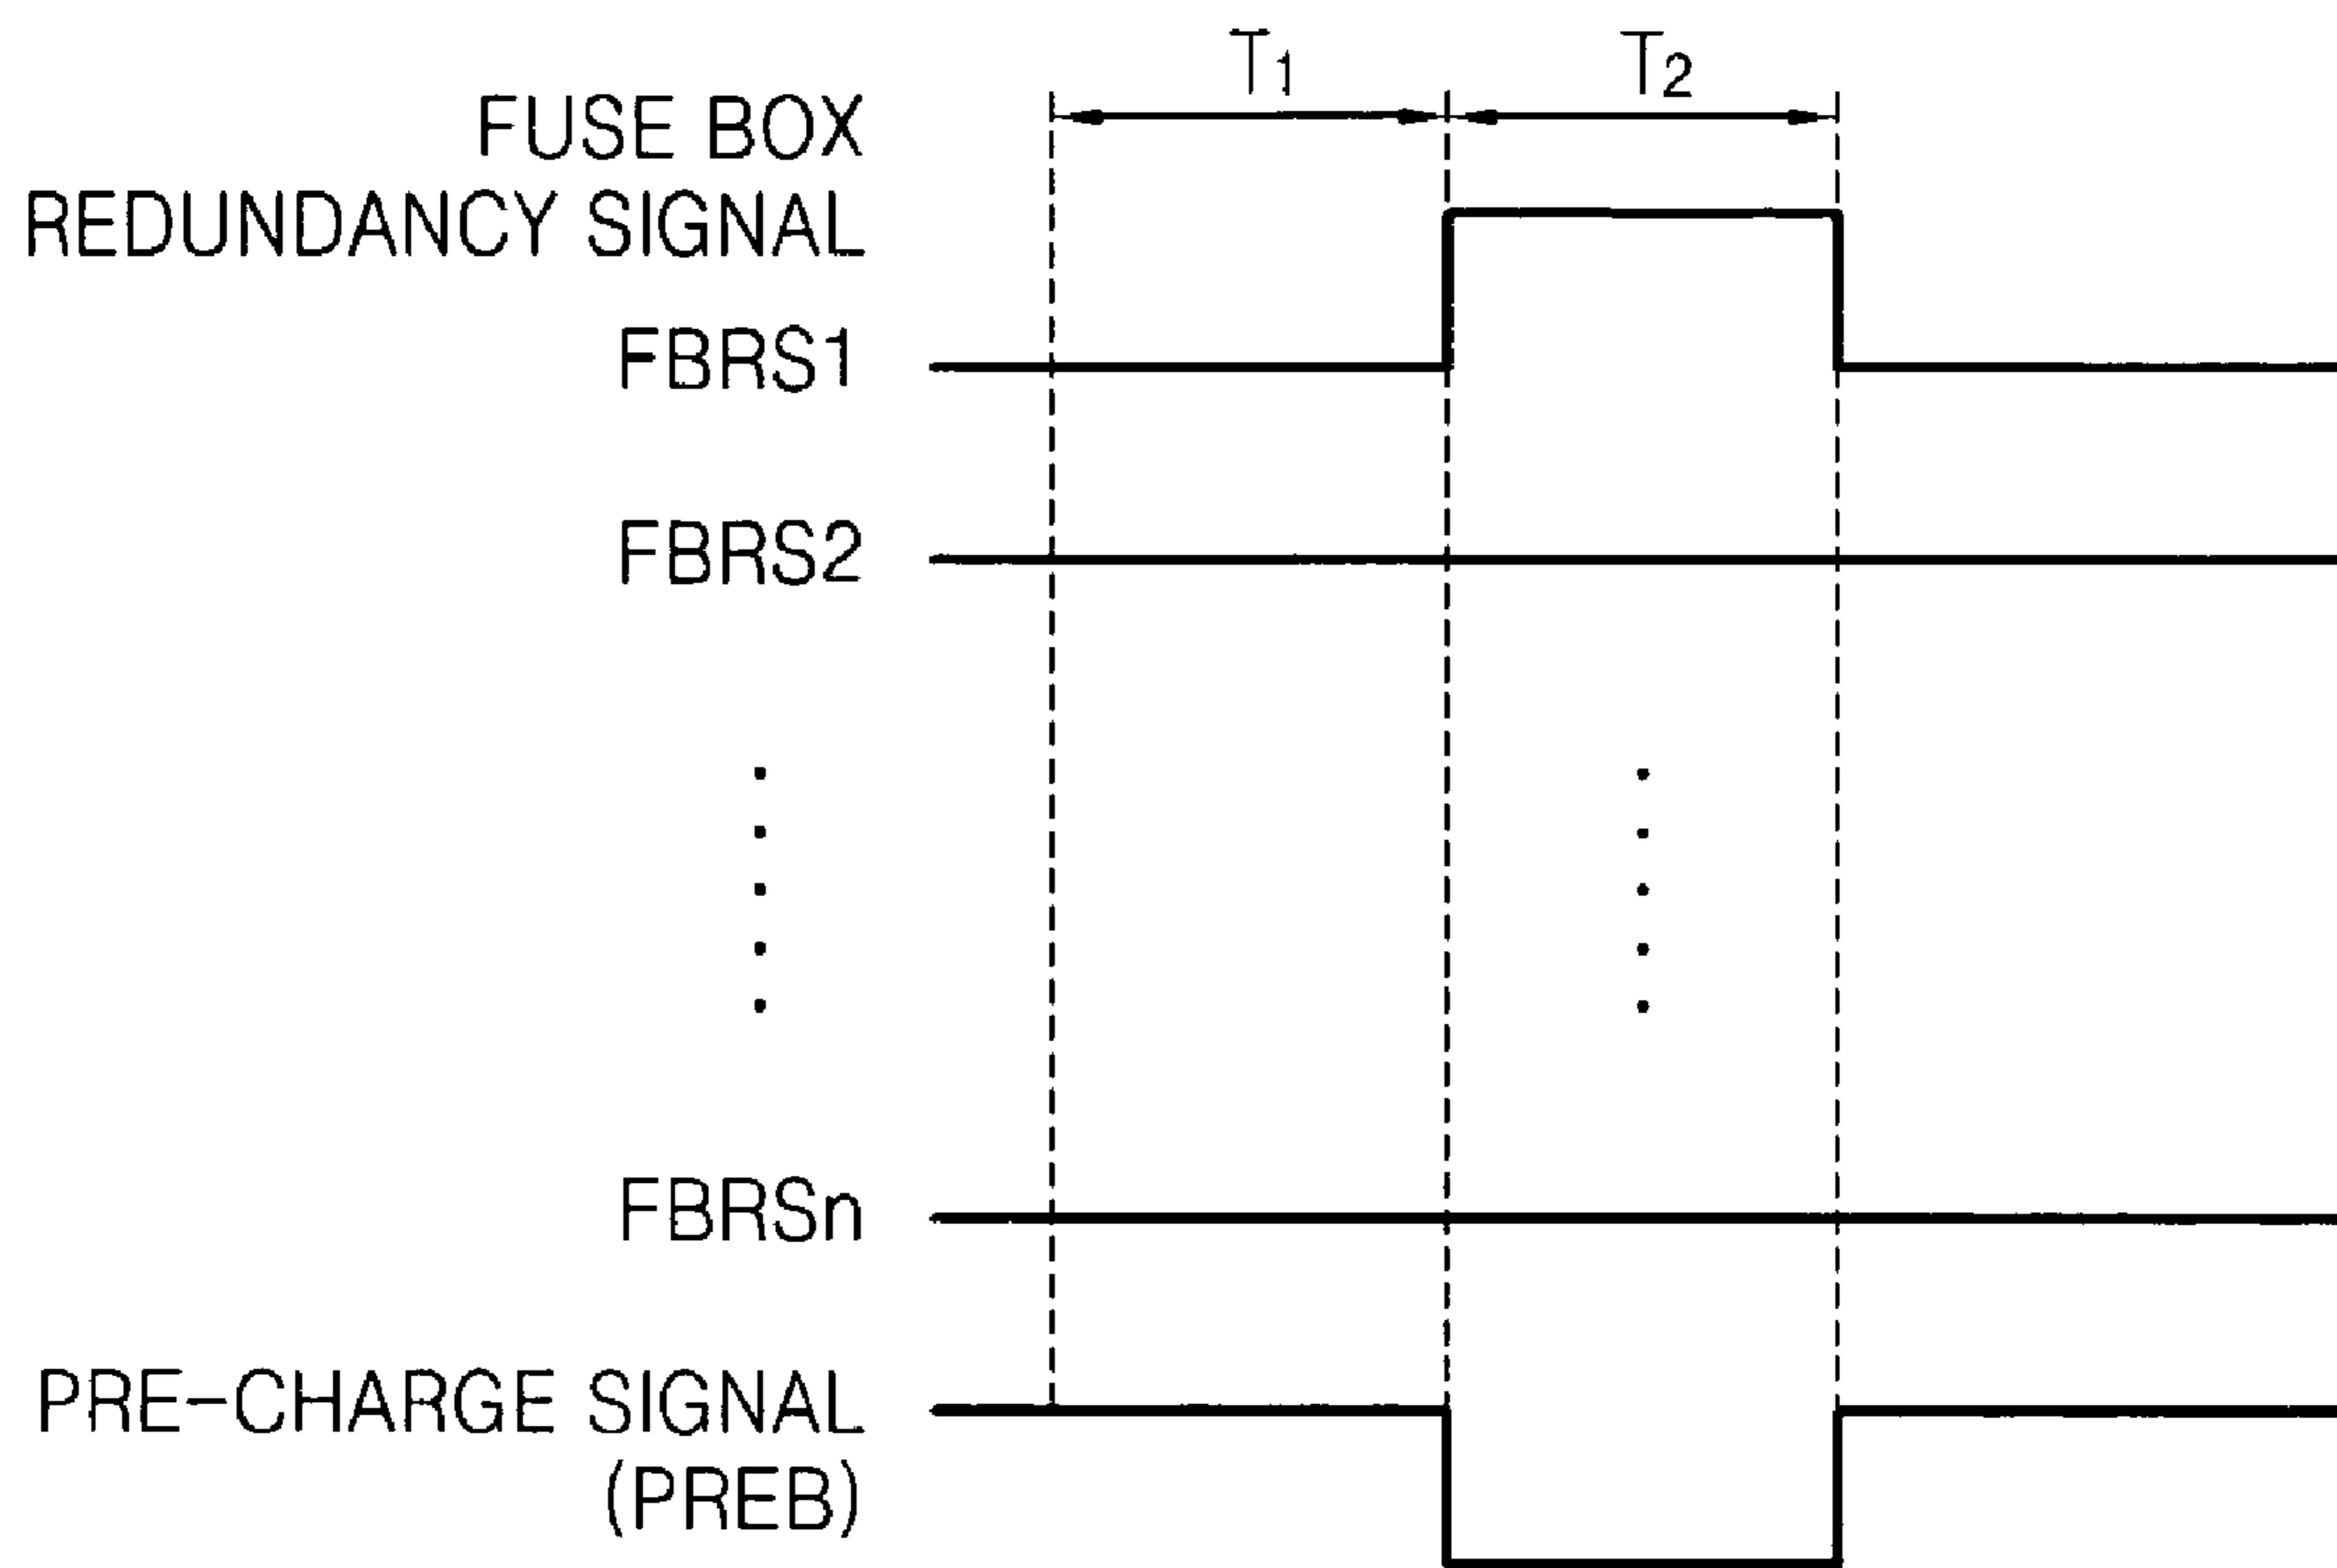 T1 T2
FUSE BOX
REDUNDANCY SIGNAL
FBRS1
FBRS2
FBRSn
PRE-CHARGE SIGNAL
(PREB)